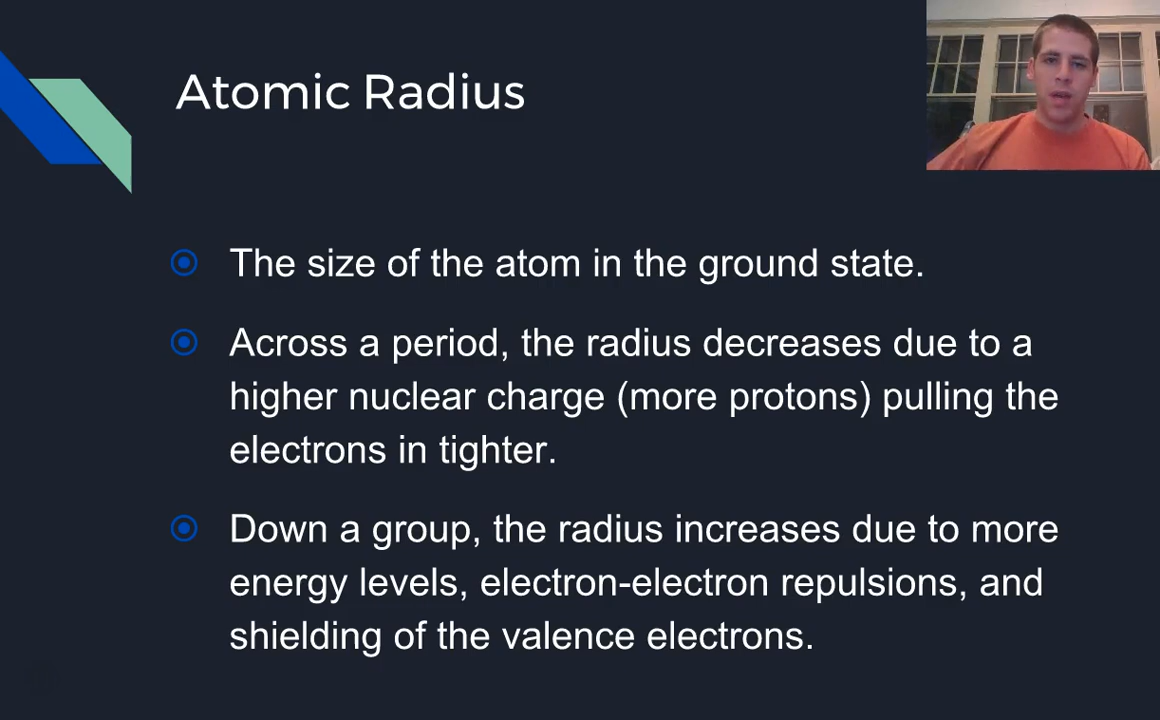 Atomic Radius
The size of the atom in the ground state.
Across a period, the radius decreases due to a
higher nuclear charge (more protons) pulling the
electrons in tighter.
Down a group, the radius increases due to more
energy levels, electron-electron repulsions, and
shielding of the valence electrons.